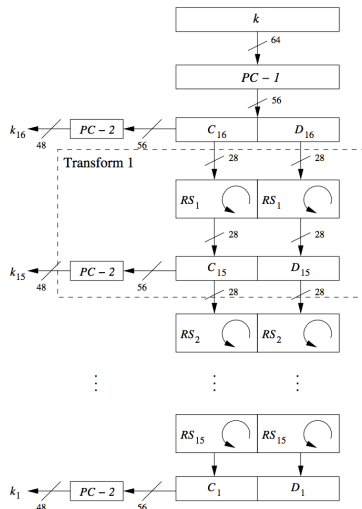 k
64
PC – 1
56
k16 48 PC – 2 56 C16 D16
Transform 1
28 28
RS1 RS1
28 28
k15 48 PC – 2 56 C15 D15
28 28
RS2 RS2
RS15 RS15
k1 48 PC – 2 56 C1 D1